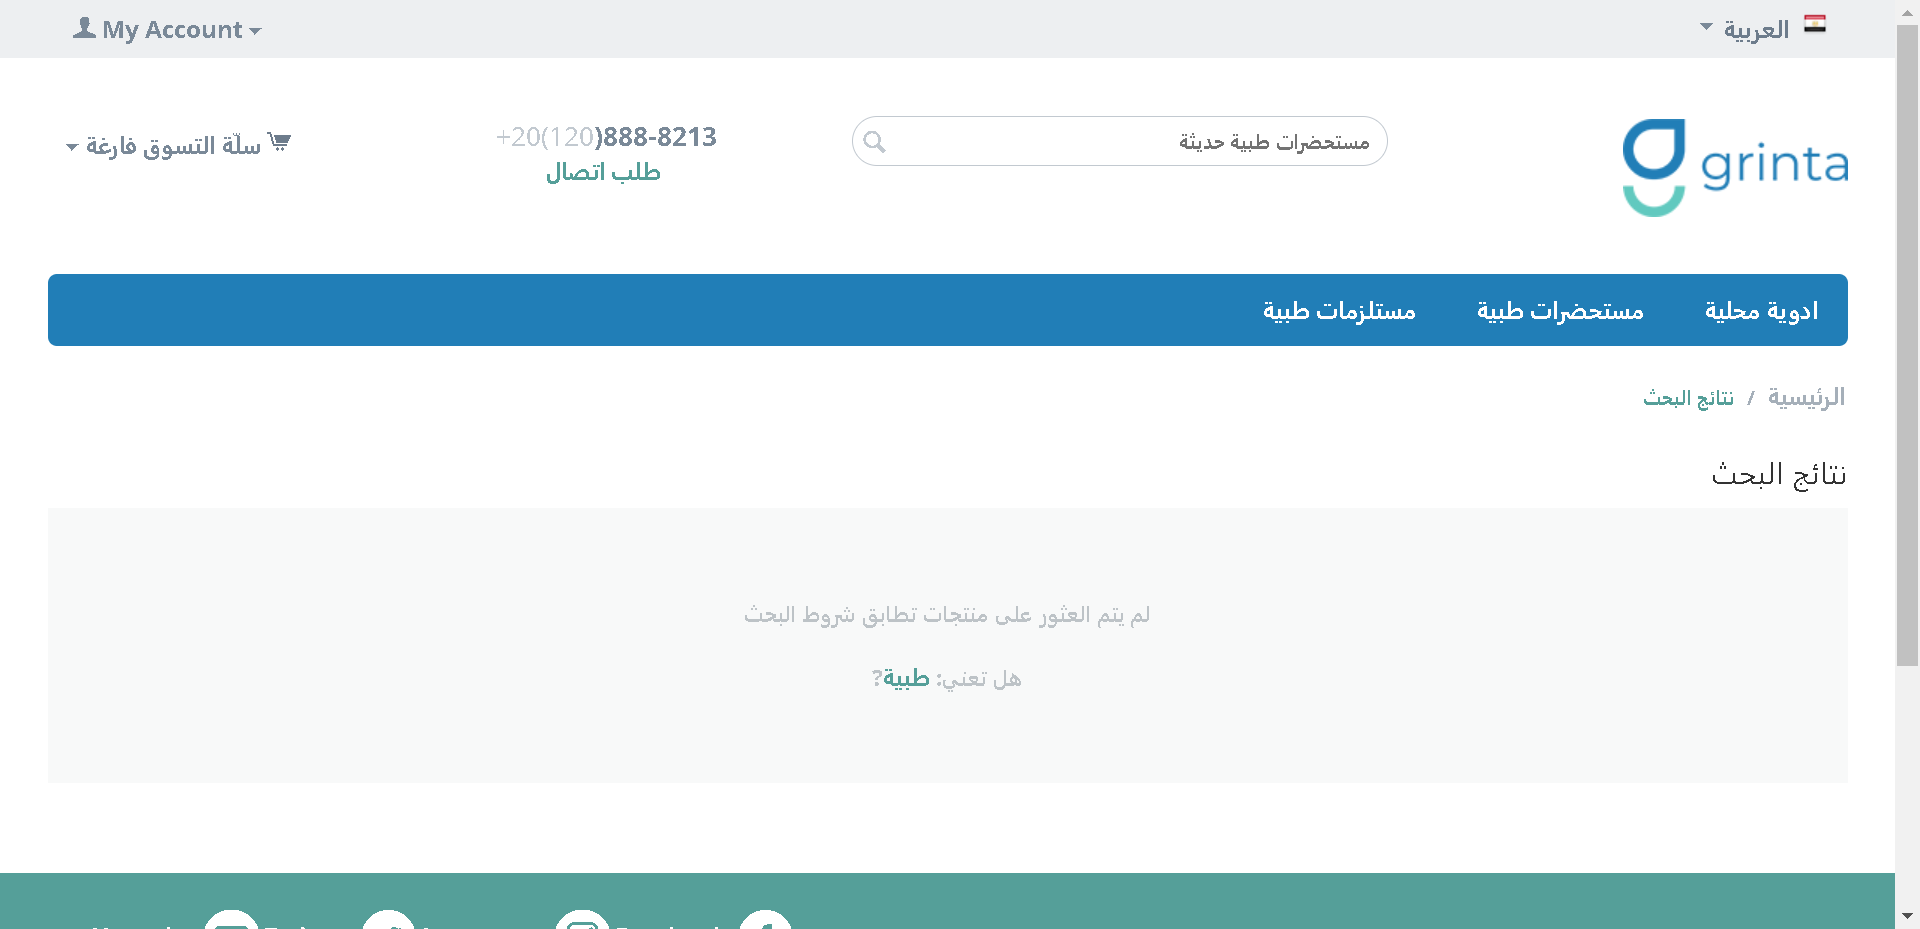 العربية
My Account
grinta
مستحضرات طبية حديثة
+20(120)888-8213
طلب اتصال
سلّة التسوق فارغة
ادوية محلية
مستحضرات طبية
مستلزمات طبية
الرئيسية / نتائج البحث
نتائج البحث
لم يتم العثور على منتجات تطابق شروط البحث
هل تعني: طبية?